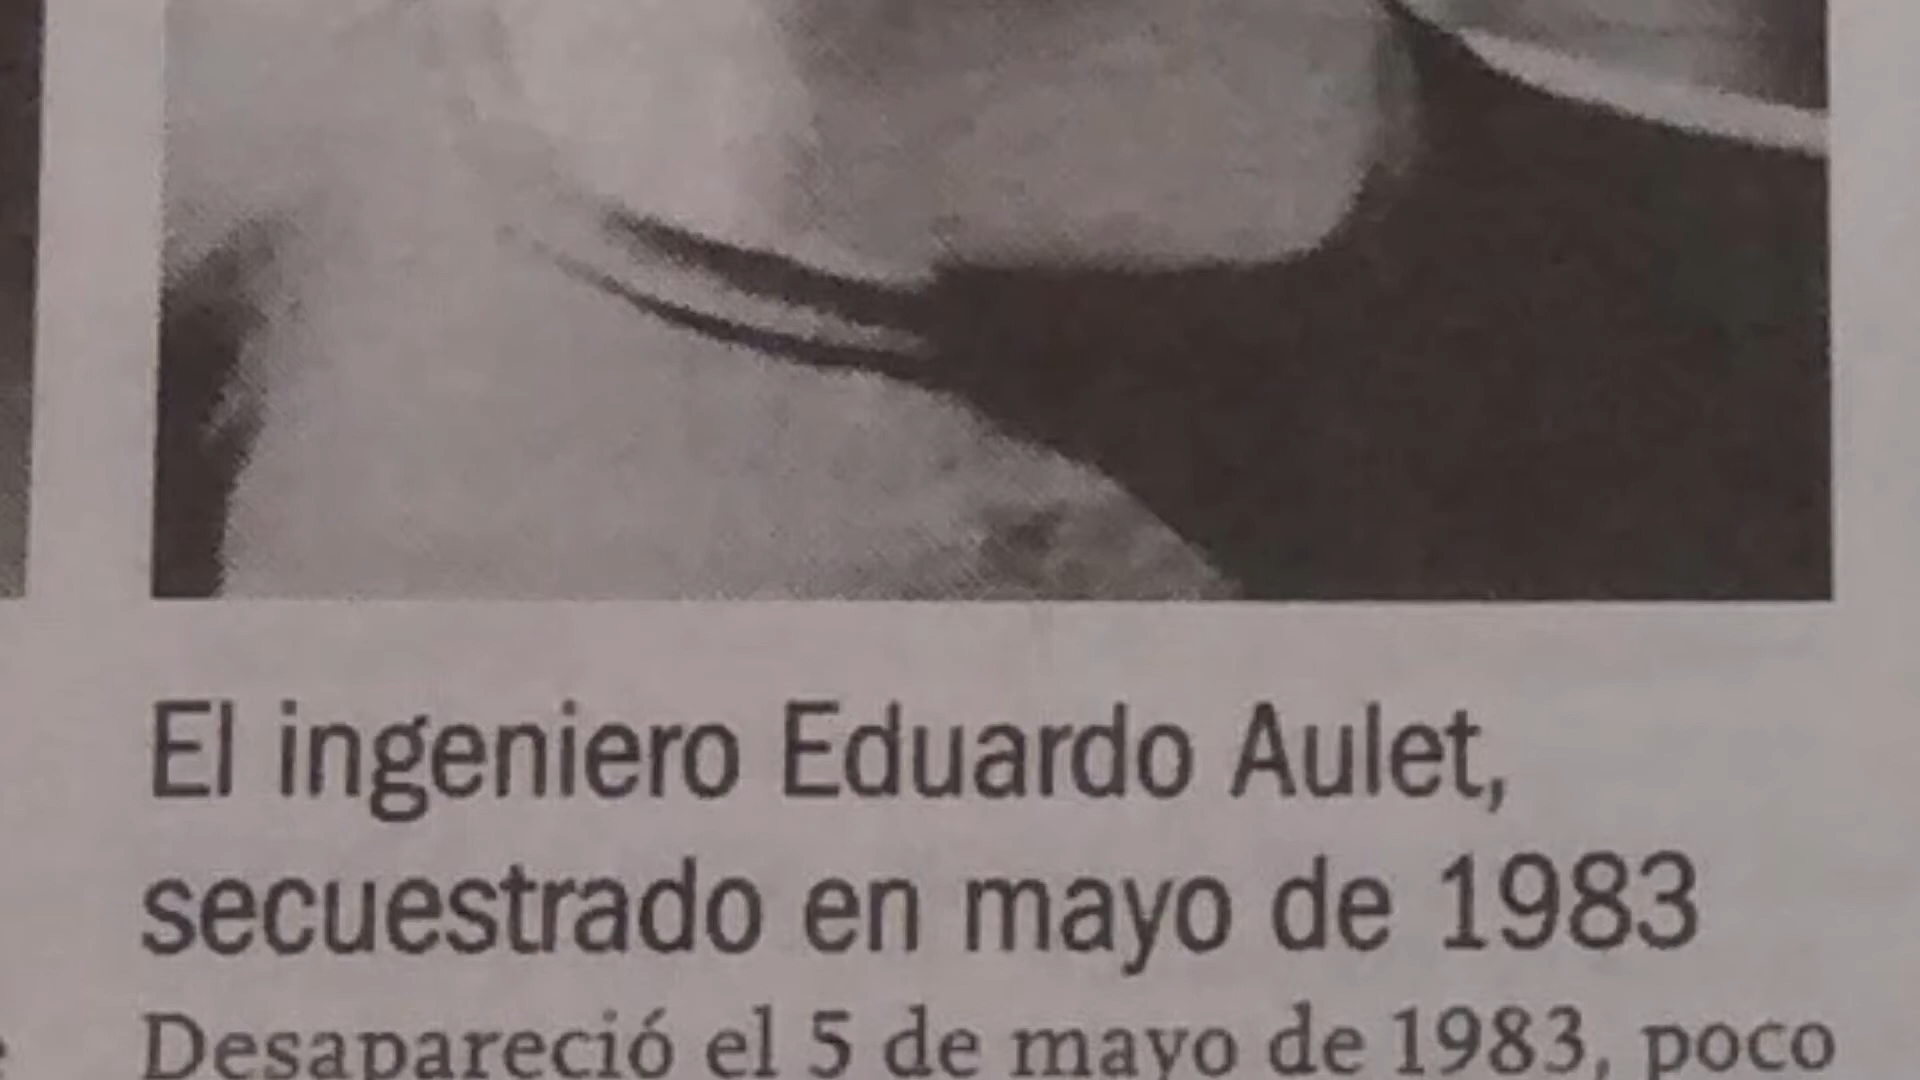 El ingeniero Eduardo Aulet,
secuestrado en mayo de 1983
Desapareció el 5 de mayo de 1983, poco